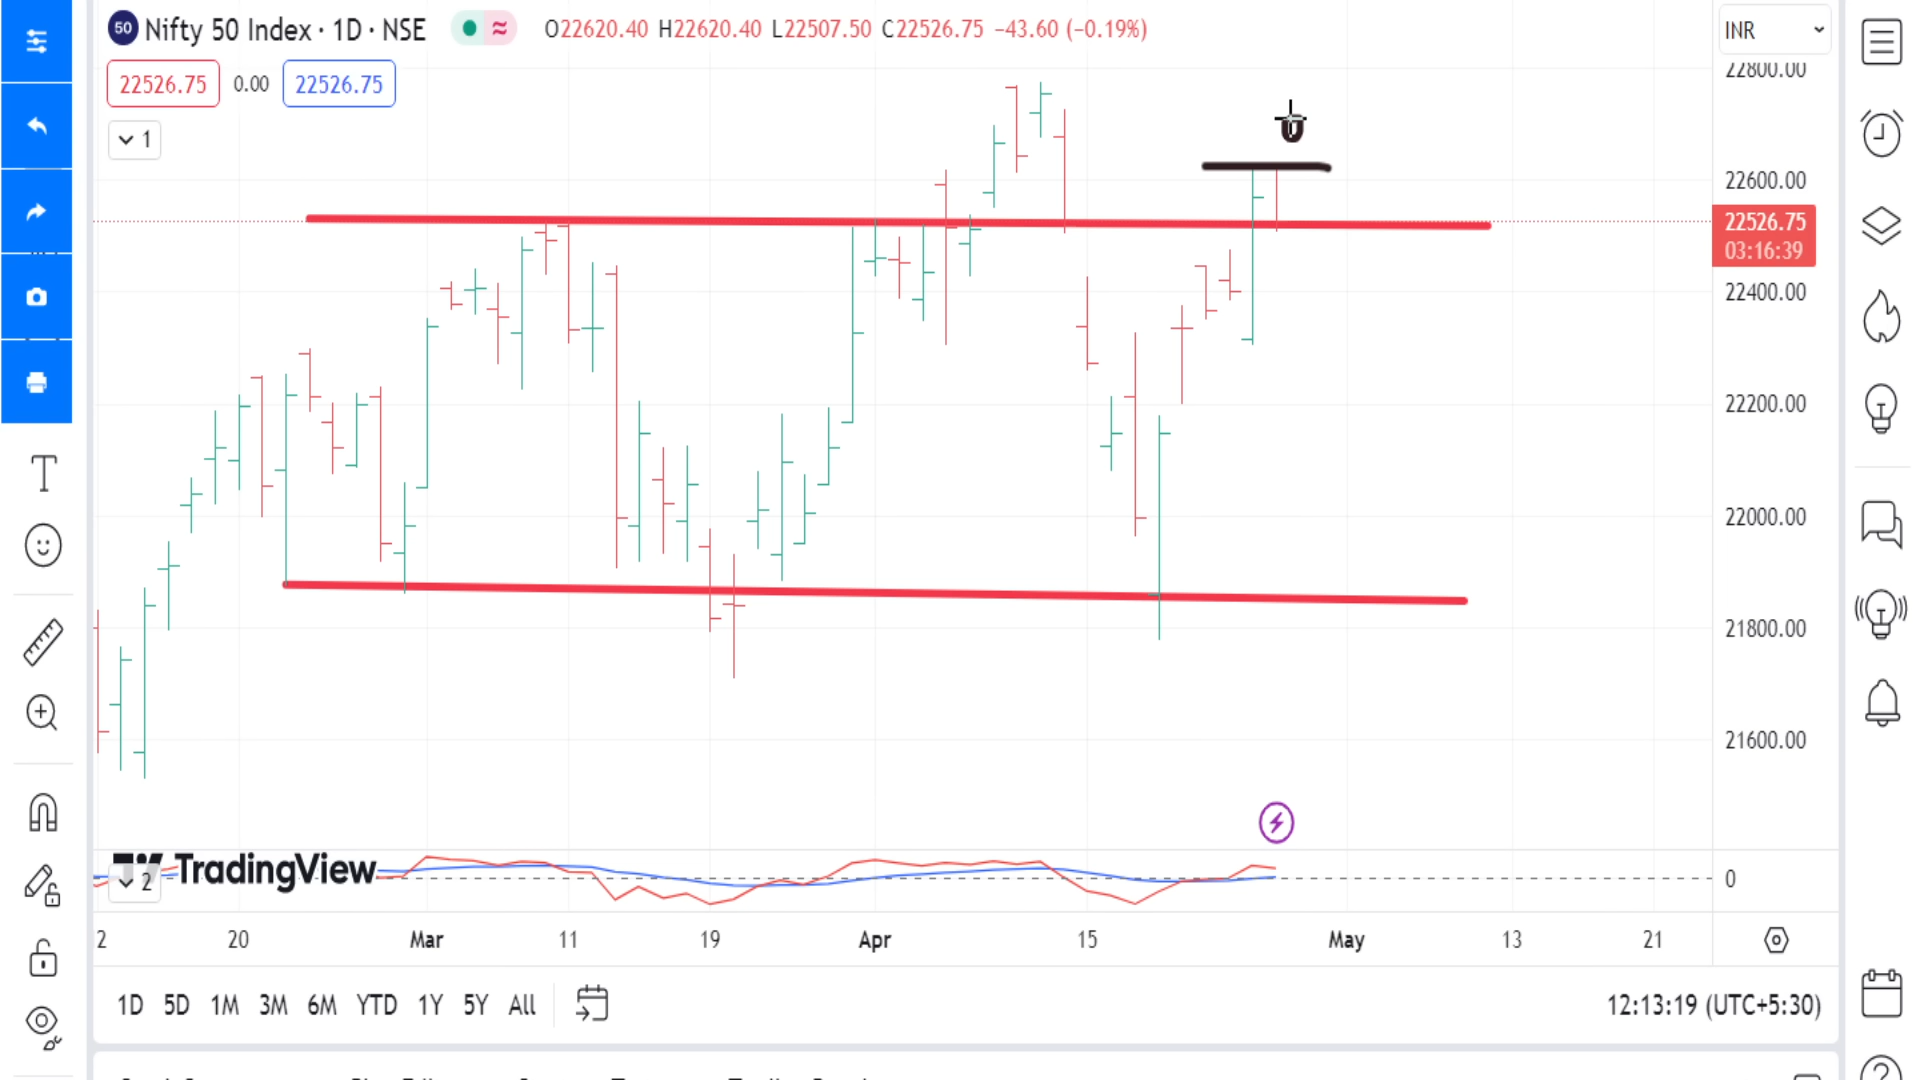 50 Nifty 50 Index · 1D · NSE O22620.40 H22620.40 L22507.50 C22526.75 −43.60 (−0.19%)
INR
22526.75 0.00 22526.75
1
22800.00
22600.00
22526.75
03:16:39
22400.00
22200.00
22000.00
21800.00
21600.00
2 TradingView
0
2 20 Mar 11 19 Apr 15 May 13 21
1D 5D 1M 3M 6M YTD 1Y 5Y All
12:13:19 (UTC+5:30)